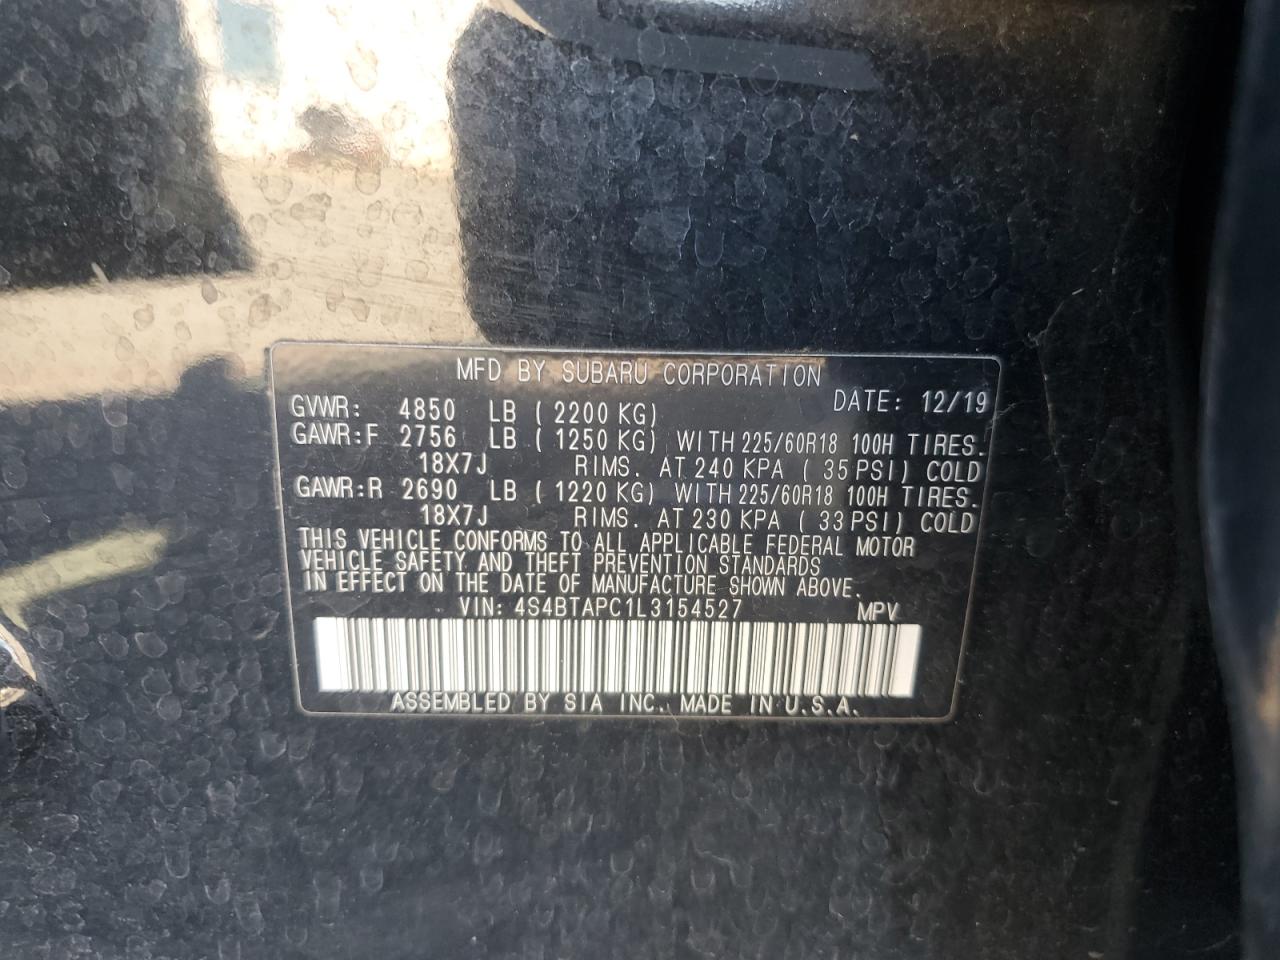 MFD BY SUBARU CORPORATION
DATE: 12/19
GVWR: 4850 LB ( 2200 KG)
GAWR:F 2756 LB ( 1250 KG) WITH 225/60R18 100H TIRES.
18X7J RIMS. AT 240 KPA ( 35 PSI) COLD
GAWR:R 2690 LB ( 1220 KG) WITH 225/60R18 100H TIRES.
18X7J RIMS. AT 230 KPA ( 33 PSI) COLD
THIS VEHICLE CONFORMS TO ALL APPLICABLE FEDERAL MOTOR
VEHICLE SAFETY AND THEFT PREVENTION STANDARDS
IN EFFECT ON THE DATE OF MANUFACTURE SHOWN ABOVE.
VIN: 4S4BTAPC1L3154527 MPV
ASSEMBLED BY SIA INC. MADE IN U.S.A.